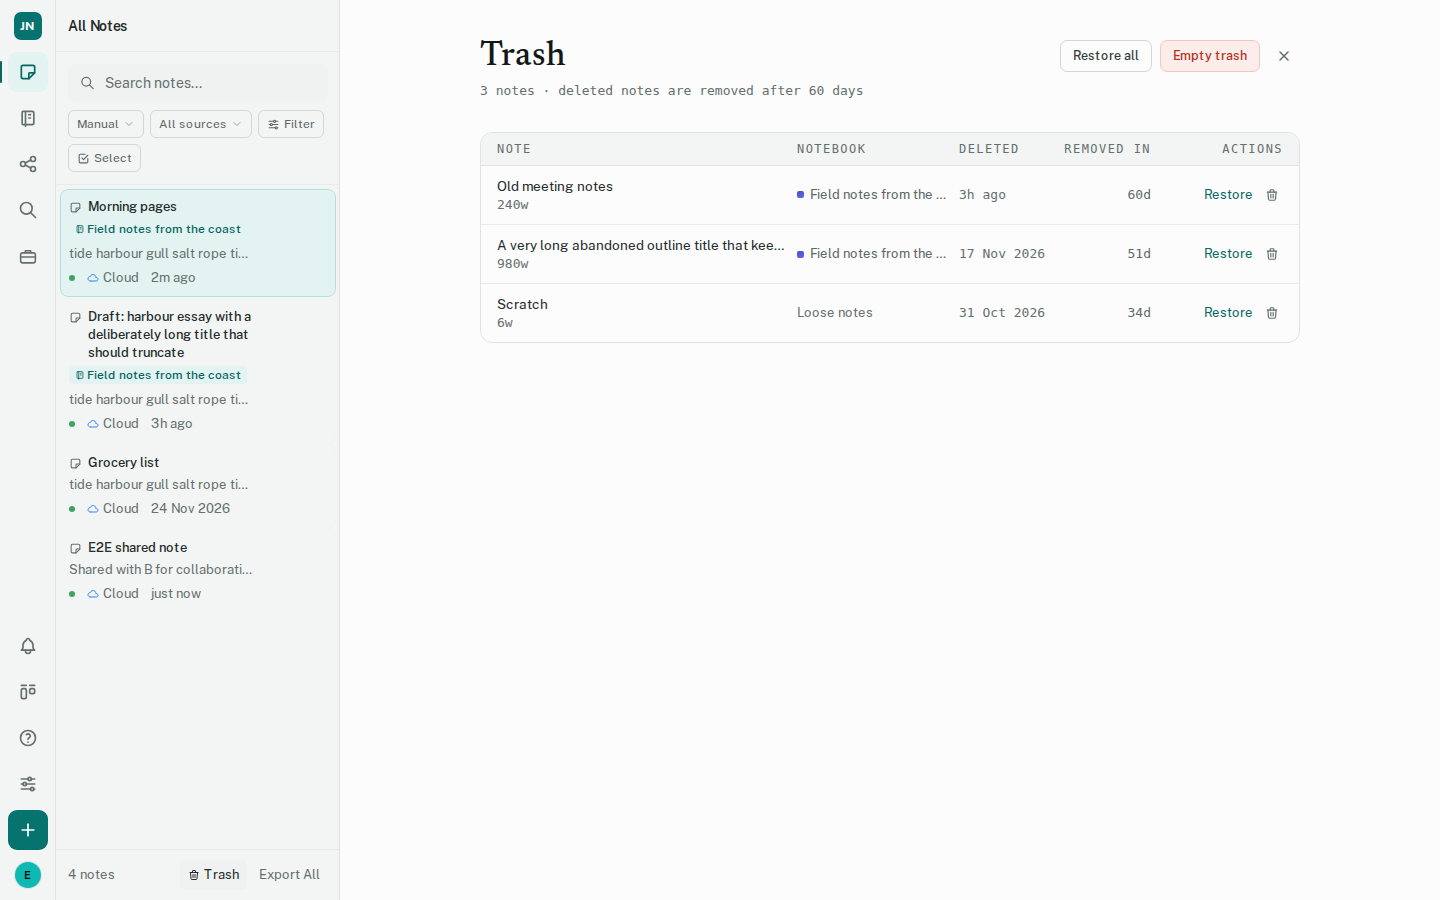 JN
All Notes
Search notes...
Manual
All sources
Filter
Select
Morning pages
Field notes from the coast
tide harbour gull salt rope ti...
Cloud 2m ago
Draft: harbour essay with a
deliberately long title that
should truncate
Field notes from the coast
tide harbour gull salt rope ti...
Cloud 3h ago
Grocery list
tide harbour gull salt rope ti...
Cloud 24 Nov 2026
E2E shared note
Shared with B for collaborati...
Cloud just now
E
4 notes
Trash
Export All
Trash
Restore all
Empty trash
3 notes · deleted notes are removed after 60 days
NOTE NOTEBOOK DELETED REMOVED IN ACTIONS
Old meeting notes
240w
Field notes from the ... 3h ago 60d Restore
A very long abandoned outline title that kee...
980w
Field notes from the ... 17 Nov 2026 51d Restore
Scratch
6w
Loose notes 31 Oct 2026 34d Restore